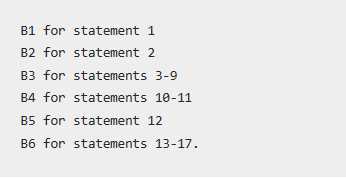 B1 for statement 1
B2 for statement 2
B3 for statements 3-9
B4 for statements 10-11
B5 for statement 12
B6 for statements 13-17.